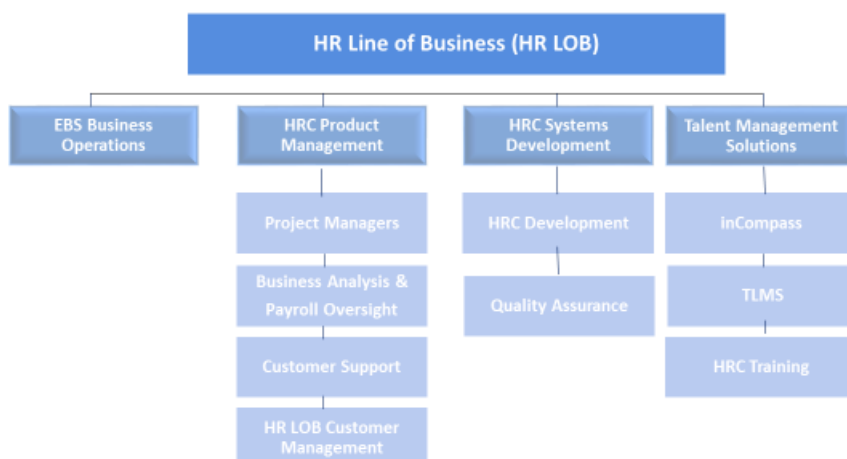 HR Line of Business (HR LOB)
EBS Business
Operations
HRC Product
Management
HRC Systems
Development
Talent Management
Solutions
Project Managers
Business Analysis &
Payroll Oversight
Customer Support
HR LOB Customer
Management
HRC Development
Quality Assurance
inCompass
TLMS
HRC Training